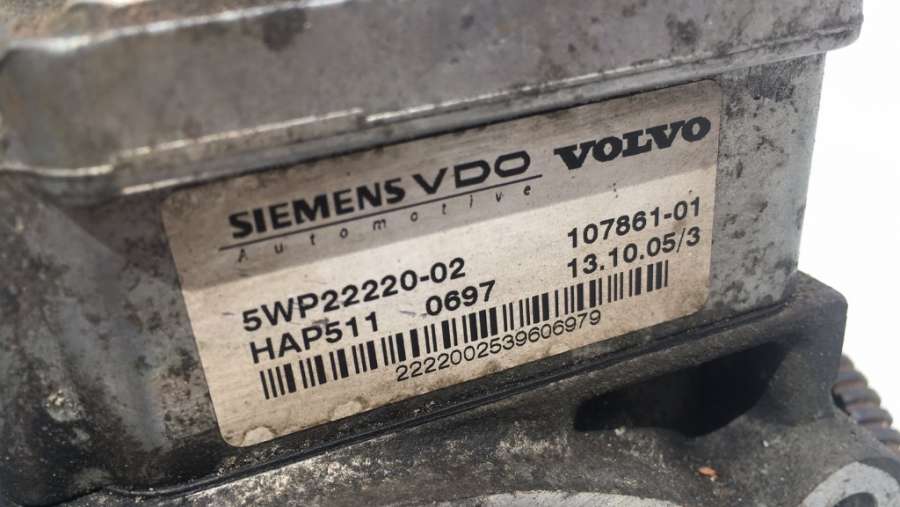 SIEMENS VDO VOLVO
Automotive
5WP22220-02 107861-01
HAP511 0697 13.10.05/3
2222002539606979